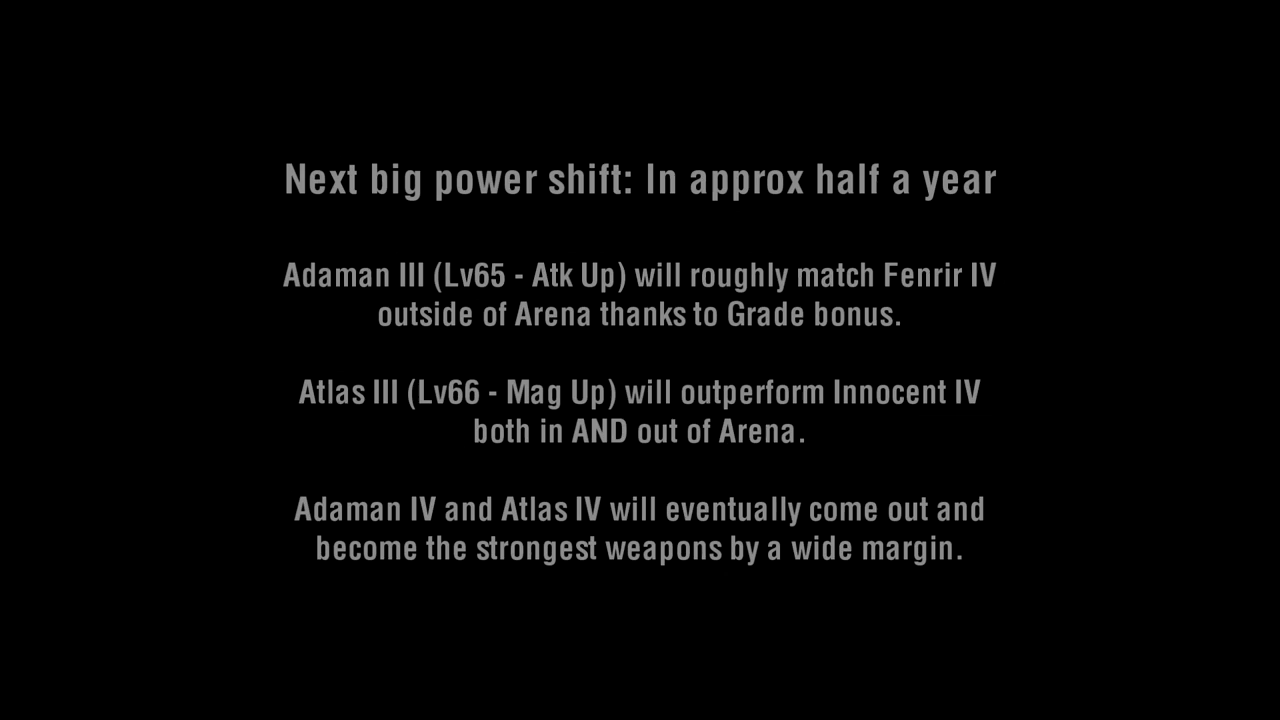 Next big power shift: In approx half a year
Adaman III (Lv65 - Atk Up) will roughly match Fenrir IV
outside of Arena thanks to Grade bonus.
Atlas III (Lv66 - Mag Up) will outperform Innocent IV
both in AND out of Arena.
Adaman IV and Atlas IV will eventually come out and
become the strongest weapons by a wide margin.